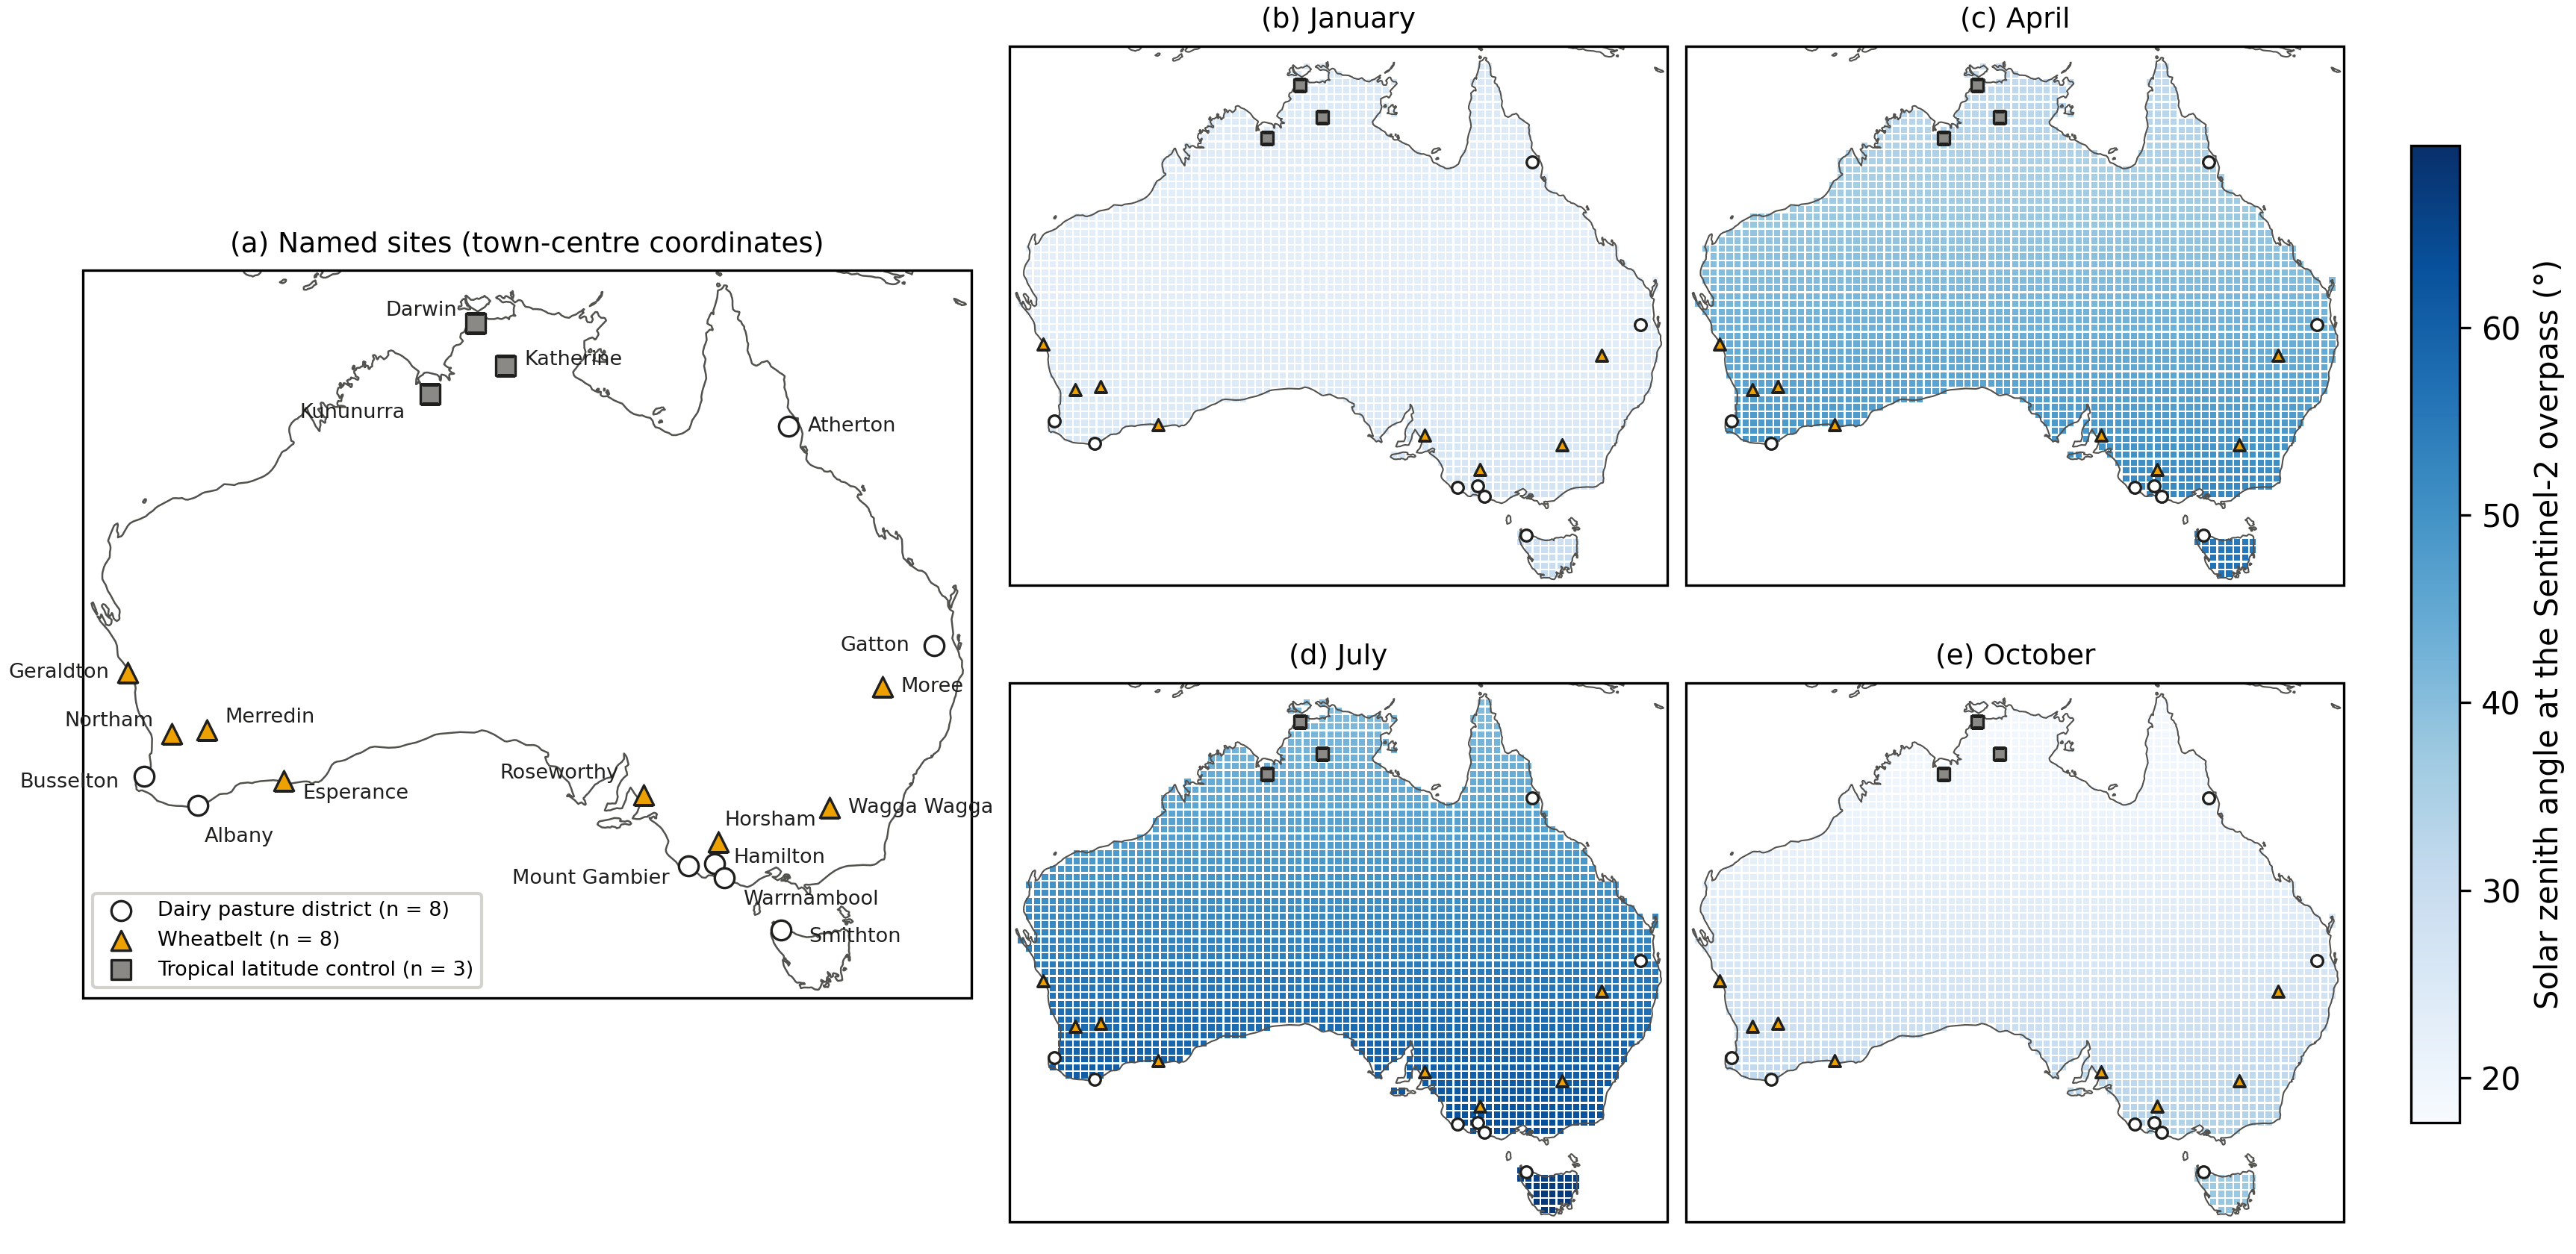 (a) Named sites (town-centre coordinates)
Darwin
Katherine
Kununurra
Atherton
Gatton
Geraldton
Moree
Northam
Merredin
Busselton
Esperance
Roseworthy
Albany
Horsham
Wagga Wagga
Hamilton
Mount Gambier
Warrnambool
Smithton
Dairy pasture district (n = 8)
Wheatbelt (n = 8)
Tropical latitude control (n = 3)
(b) January
(c) April
(d) July
(e) October
60
50
40
30
20
Solar zenith angle at the Sentinel-2 overpass (°)